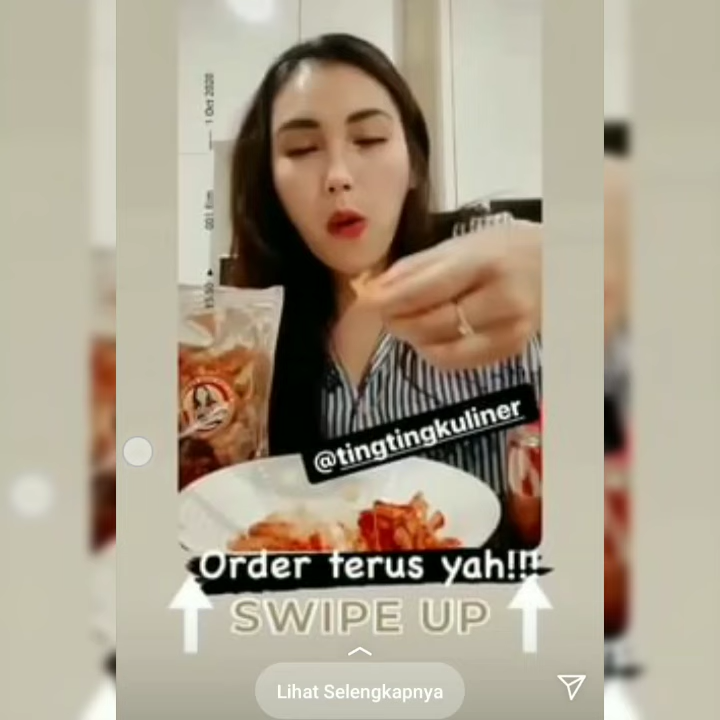 1 Oct 2020
@tingtingkuliner
Order terus yah!!!
SWIPE UP
Lihat Selengkapnya